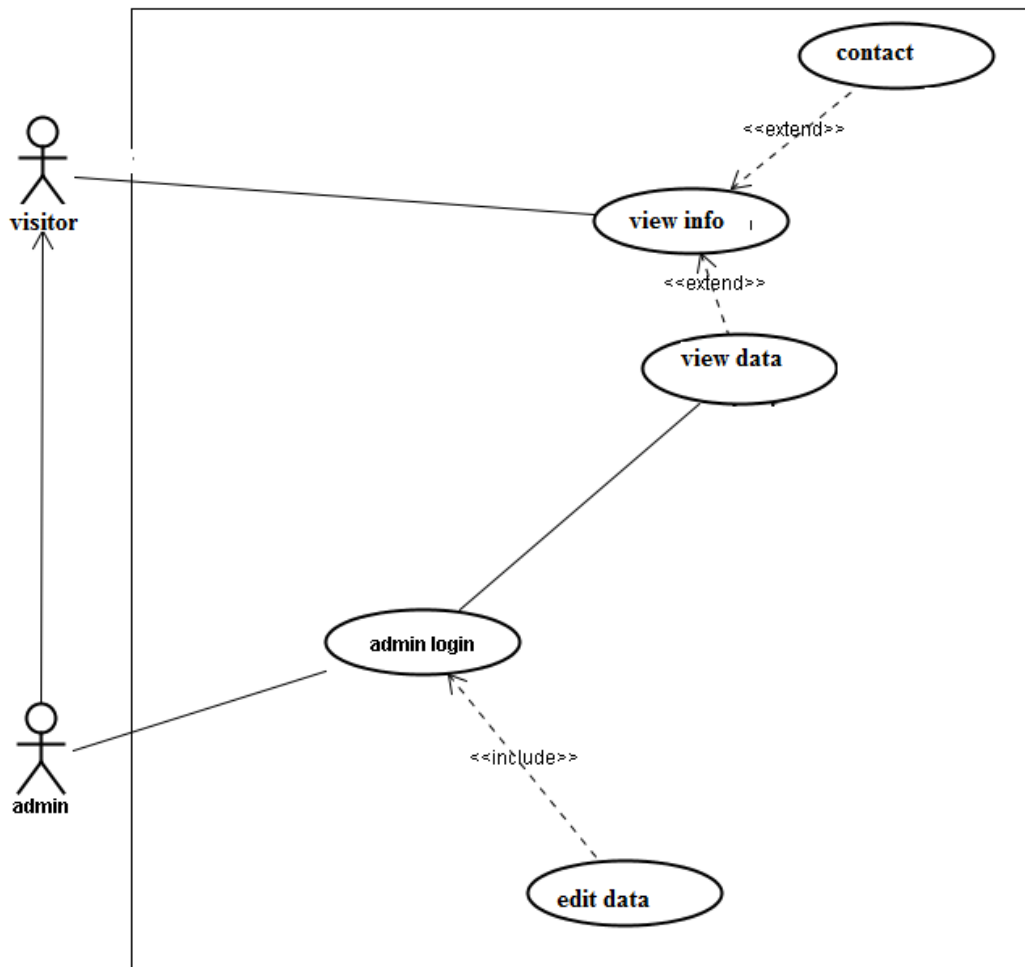 contact
<<extend>>
visitor
view info
<<extend>>
view data
admin login
<<include>>
admin
edit data